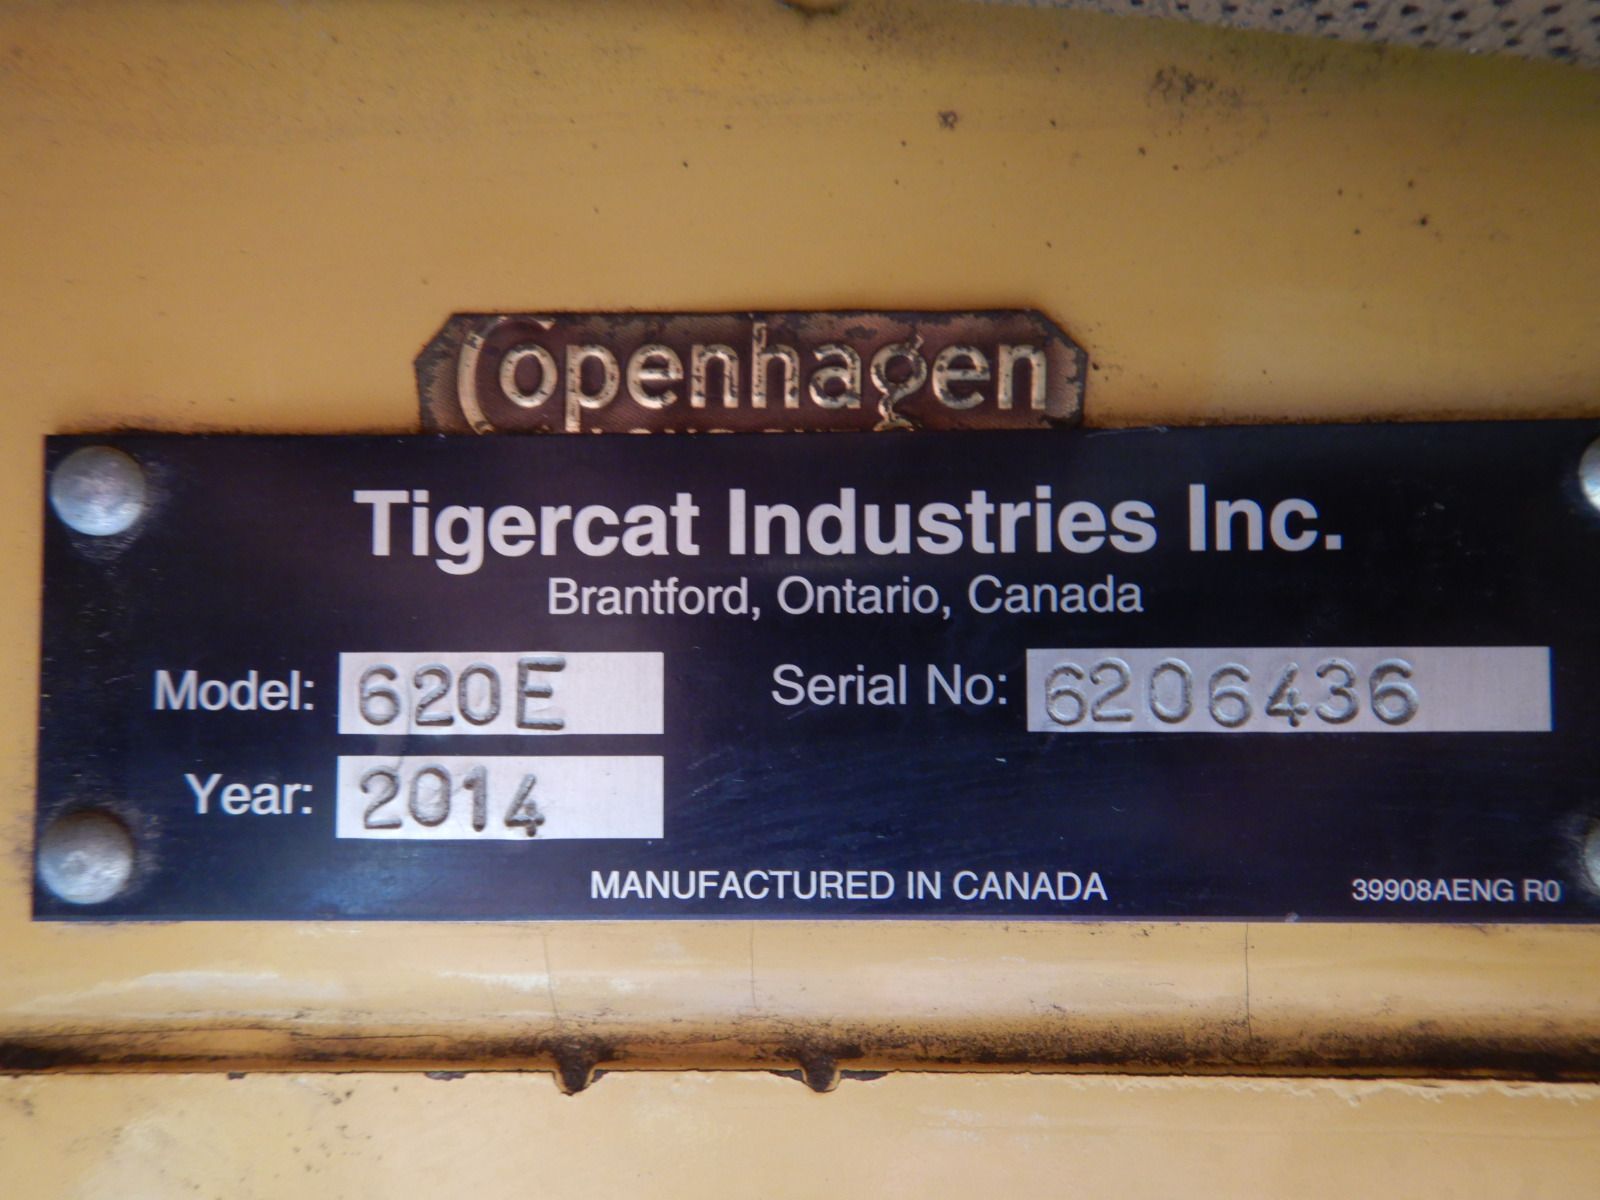 Copenhagen
Tigercat Industries Inc.
Brantford, Ontario, Canada
Model: 620E Serial No: 6206436
Year: 2014
MANUFACTURED IN CANADA 39908AENG R0